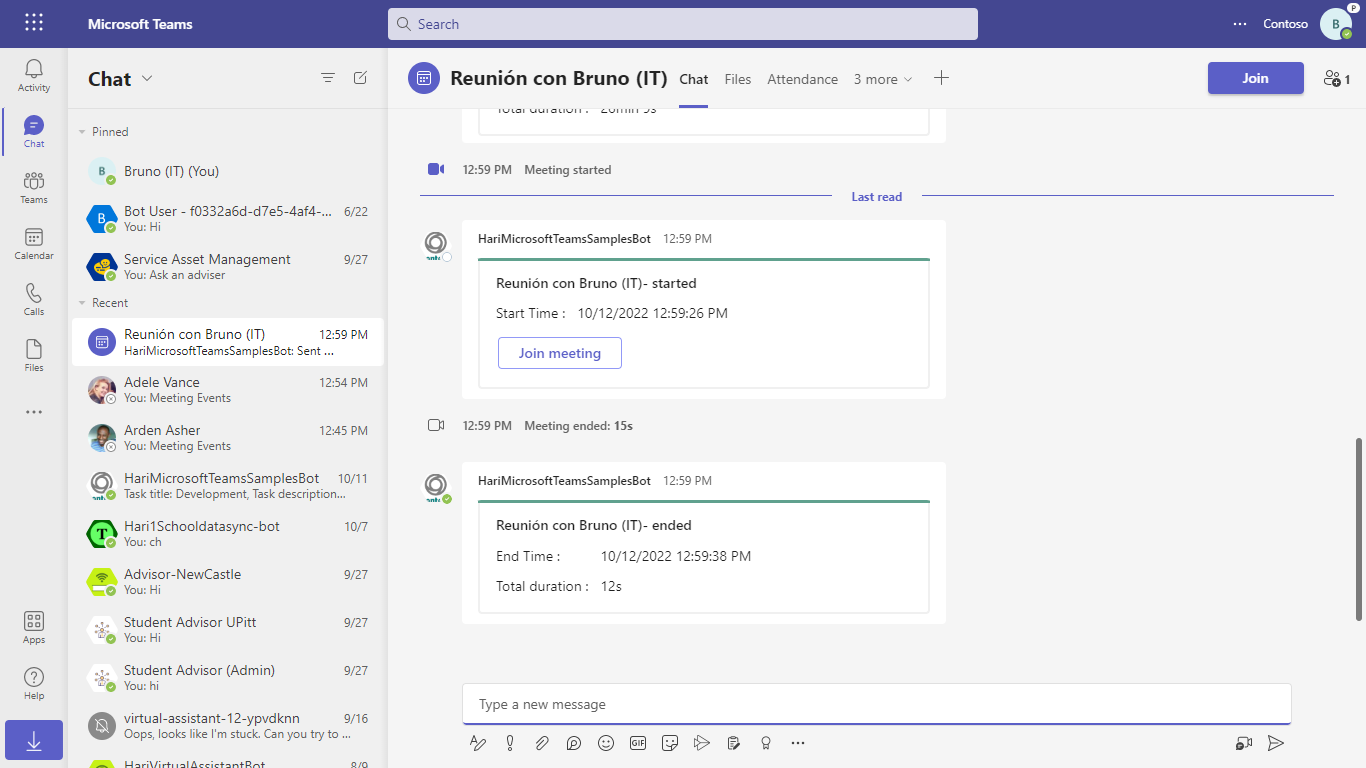 Microsoft Teams
Search
Contoso
P
B
Activity
Chat
Teams
Calendar
Calls
Files
Apps
Help
Chat
Pinned
B
Bruno (IT) (You)
B
Bot User - f0332a6d-d7e5-4af4-... 6/22
You: Hi
Service Asset Management 9/27
You: Ask an adviser
Recent
Reunión con Bruno (IT) 12:59 PM
HariMicrosoftTeamsSamplesBot: Sent ...
Adele Vance 12:54 PM
You: Meeting Events
Arden Asher 12:45 PM
You: Meeting Events
HariMicrosoftTeamsSamplesBot 10/11
Task title: Development, Task description...
T
Hari1Schooldatasync-bot 10/7
You: ch
Advisor-NewCastle 9/27
You: Hi
Student Advisor UPitt 9/27
You: Hi
Student Advisor (Admin) 9/27
You: hi
virtual-assistant-12-ypvdknn 9/16
Oops, looks like I'm stuck. Can you try to ...
HariVirtualAssistantBot 8/9
Reunión con Bruno (IT) Chat Files Attendance 3 more
Join
1
Total duration : 20min 9s
12:59 PM Meeting started
Last read
HariMicrosoftTeamsSamplesBot 12:59 PM
Reunión con Bruno (IT)- started
Start Time : 10/12/2022 12:59:26 PM
Join meeting
12:59 PM Meeting ended: 15s
HariMicrosoftTeamsSamplesBot 12:59 PM
Reunión con Bruno (IT)- ended
End Time : 10/12/2022 12:59:38 PM
Total duration : 12s
Type a new message
GIF